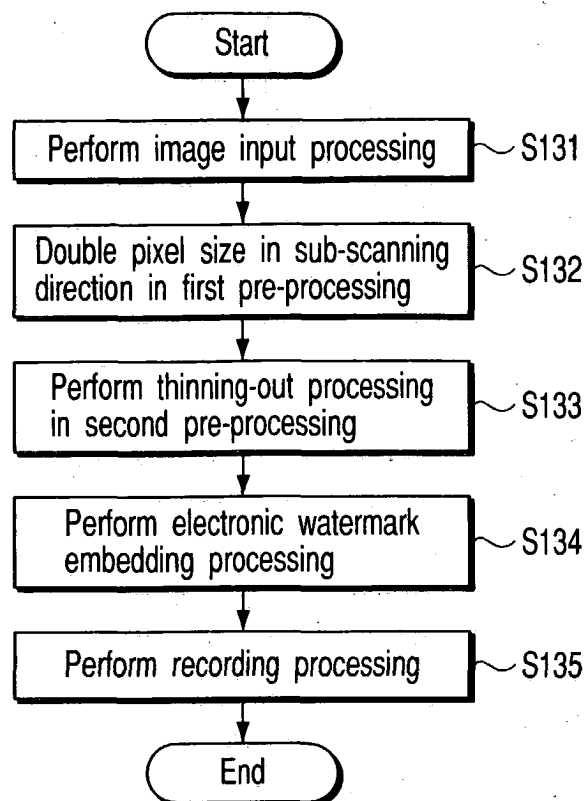 Start
Perform image input processing
S131
Double pixel size in sub-scanning
direction in first pre-processing
S132
Perform thinning-out processing
in second pre-processing
S133
Perform electronic watermark
embedding processing
S134
Perform recording processing
S135
End